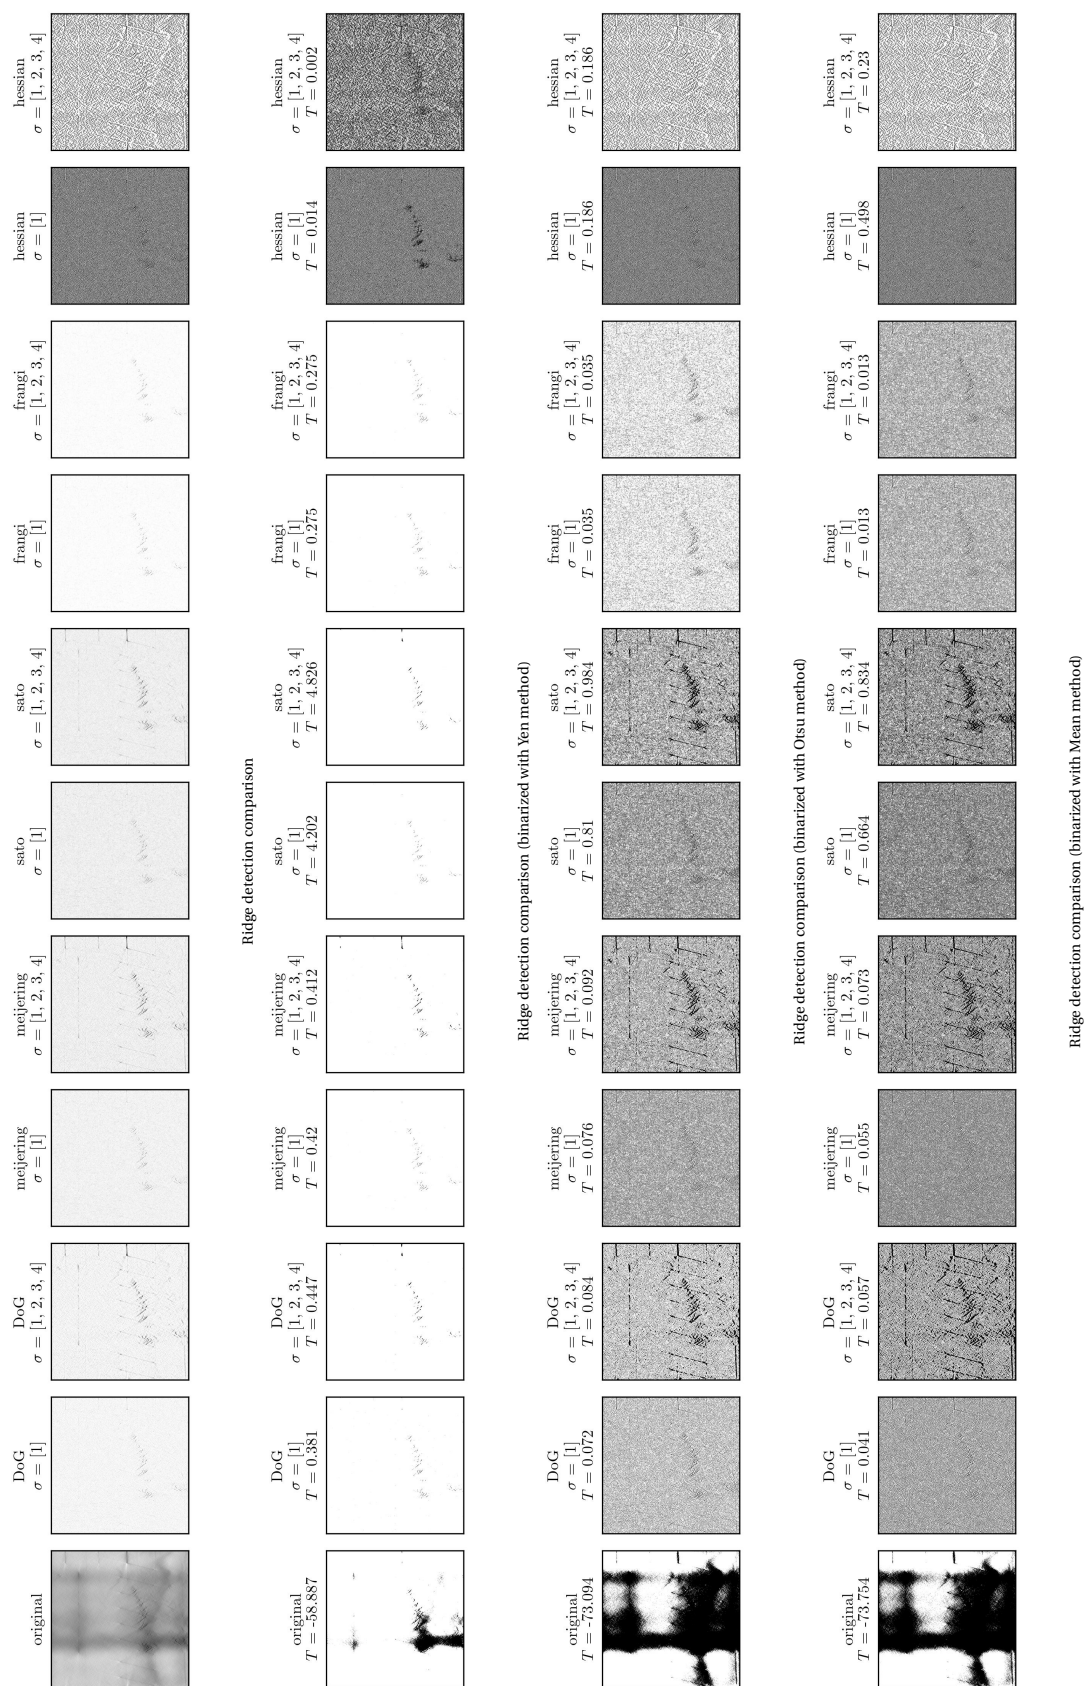 original
DoG
σ = [1]
DoG
σ = [1, 2, 3, 4]
meijering
σ = [1]
meijering
σ = [1, 2, 3, 4]
sato
σ = [1]
sato
σ = [1, 2, 3, 4]
frangi
σ = [1]
frangi
σ = [1, 2, 3, 4]
hessian
σ = [1]
hessian
σ = [1, 2, 3, 4]
Ridge detection comparison
original
T = -58.887
DoG
σ = [1]
T = 0.381
DoG
σ = [1, 2, 3, 4]
T = 0.447
meijering
σ = [1]
T = 0.42
meijering
σ = [1, 2, 3, 4]
T = 0.412
sato
σ = [1]
T = 4.202
sato
σ = [1, 2, 3, 4]
T = 4.826
frangi
σ = [1]
T = 0.275
frangi
σ = [1, 2, 3, 4]
T = 0.275
hessian
σ = [1]
T = 0.014
hessian
σ = [1, 2, 3, 4]
T = 0.002
Ridge detection comparison (binarized with Yen method)
original
T = -73.094
DoG
σ = [1]
T = 0.072
DoG
σ = [1, 2, 3, 4]
T = 0.084
meijering
σ = [1]
T = 0.076
meijering
σ = [1, 2, 3, 4]
T = 0.092
sato
σ = [1]
T = 0.81
sato
σ = [1, 2, 3, 4]
T = 0.984
frangi
σ = [1]
T = 0.035
frangi
σ = [1, 2, 3, 4]
T = 0.035
hessian
σ = [1]
T = 0.186
hessian
σ = [1, 2, 3, 4]
T = 0.186
Ridge detection comparison (binarized with Otsu method)
original
T = -73.754
DoG
σ = [1]
T = 0.041
DoG
σ = [1, 2, 3, 4]
T = 0.057
meijering
σ = [1]
T = 0.055
meijering
σ = [1, 2, 3, 4]
T = 0.073
sato
σ = [1]
T = 0.664
sato
σ = [1, 2, 3, 4]
T = 0.834
frangi
σ = [1]
T = 0.013
frangi
σ = [1, 2, 3, 4]
T = 0.013
hessian
σ = [1]
T = 0.498
hessian
σ = [1, 2, 3, 4]
T = 0.23
Ridge detection comparison (binarized with Mean method)